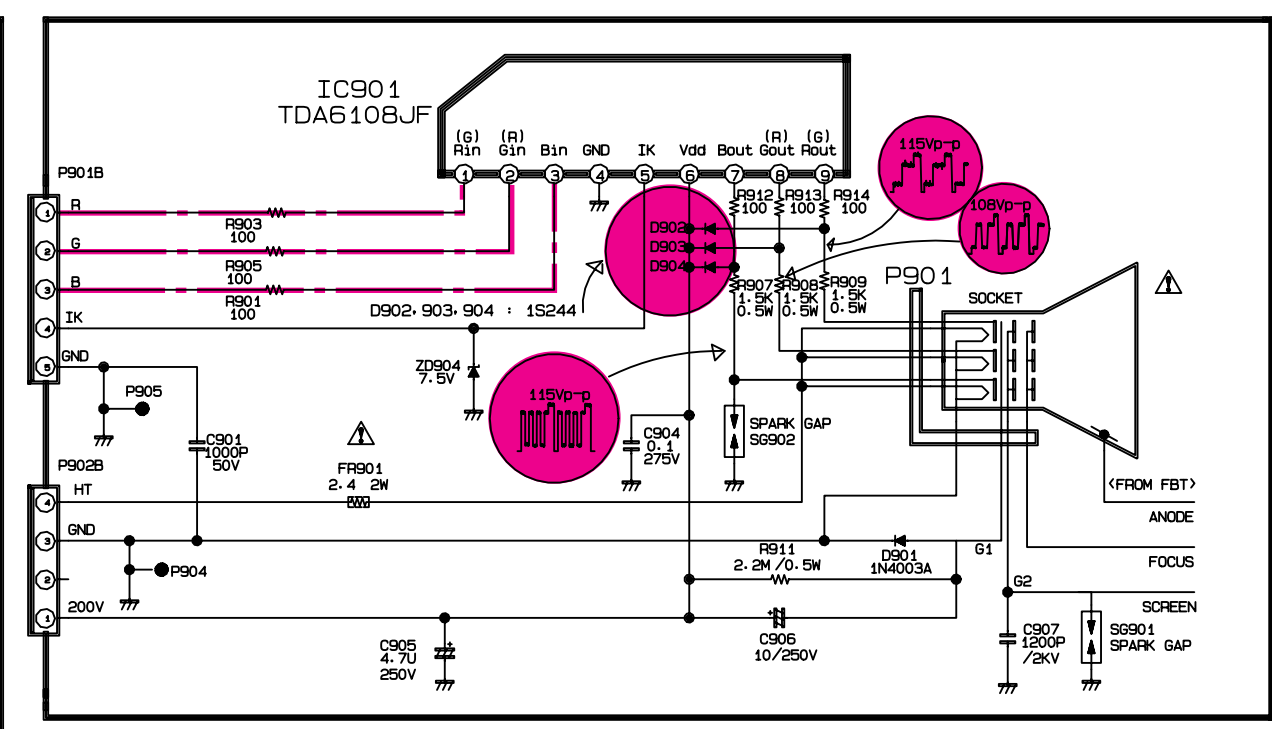 IC901
TDA6108JF
(G) (R) (R) (G)
Rin Gin Bin GND IK Vdd Bout Gout Rout
1 2 3 4 5 6 7 8 9
115Vp-p
108Vp-p
P901B
1 R
2 G
3 B
4 IK
5 GND
R903
100
R905
100
R901
100
R912
100
R913
100
R914
100
D902
D903
D904
D902,903,904 : 1S244
R907
1.5K
0.5W
R908
1.5K
0.5W
R909
1.5K
0.5W
P901
SOCKET
ZD904
7.5V
115Vp-p
P905
C901
1000P
50V
C904
0.1
275V
SPARK GAP
SG902
P902B
4 HT
3 GND
2
1 200V
FR901
2.4 2W
P904
<FROM FBT>
ANODE
FOCUS
SCREEN
G1
G2
R911
2.2M/0.5W
D901
1N4003A
C905
4.7U
250V
+
C906
10/250V
+
C907
1200P
/2KV
SG901
SPARK GAP